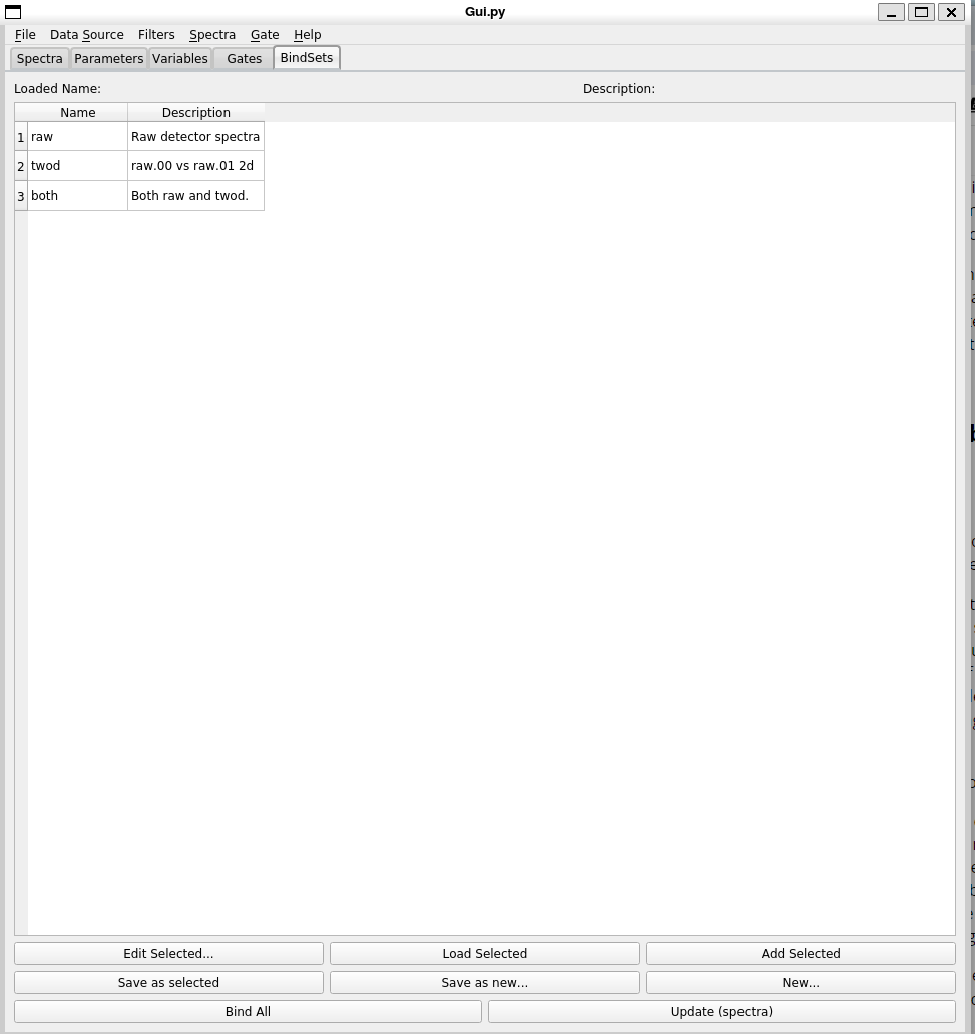 Gui.py
File Data Source Filters Spectra Gate Help
Spectra Parameters Variables Gates BindSets
Loaded Name: Description:
Name Description
1 raw Raw detector spectra
2 twod raw.00 vs raw.01 2d
3 both Both raw and twod.
Edit Selected... Load Selected Add Selected
Save as selected Save as new... New...
Bind All Update (spectra)